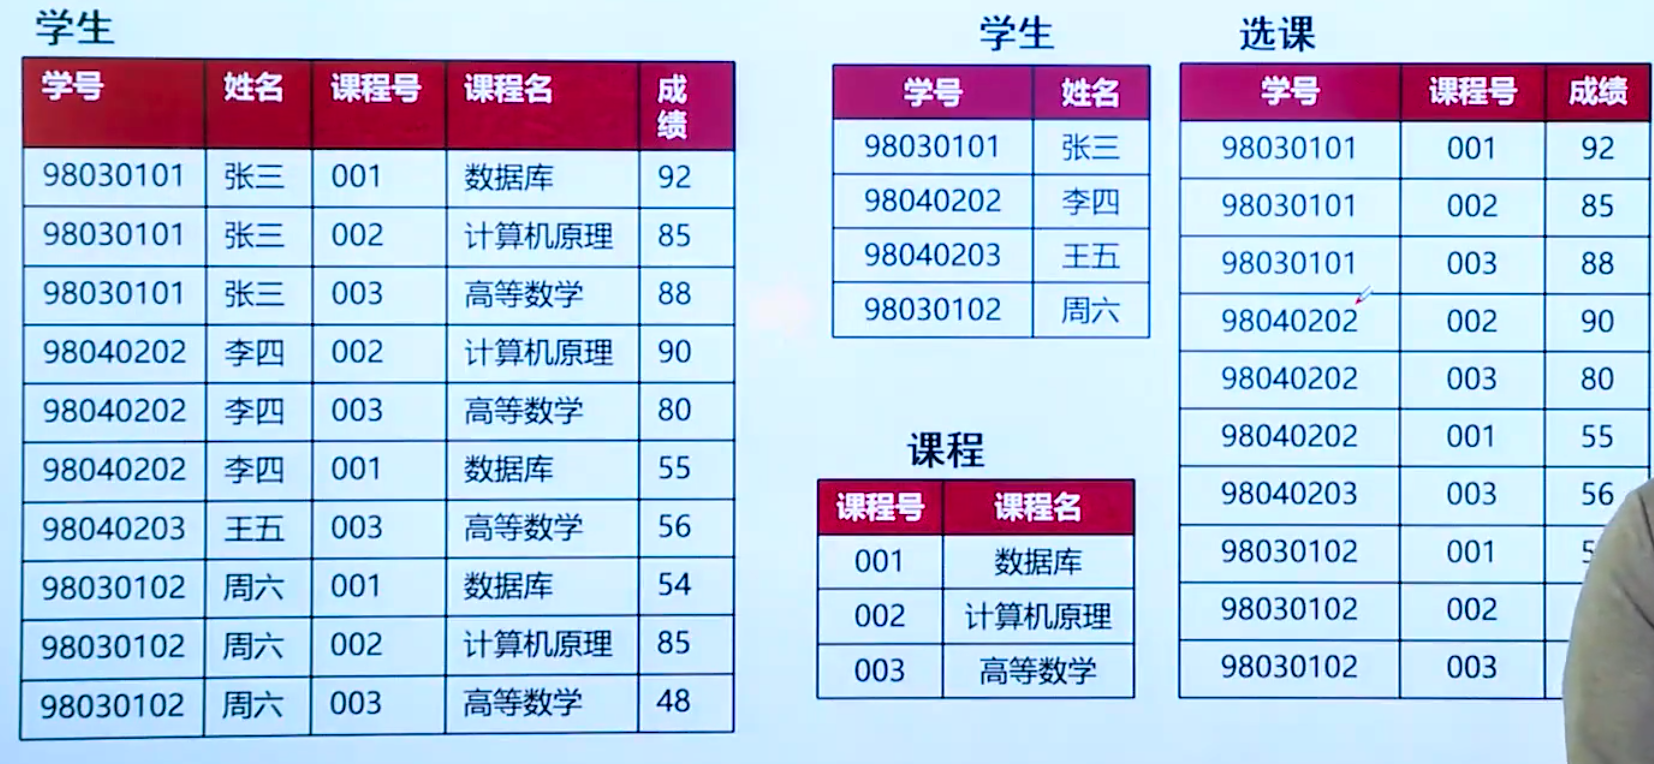 学生
学号 姓名 课程号 课程名 成绩
98030101 张三 001 数据库 92
98030101 张三 002 计算机原理 85
98030101 张三 003 高等数学 88
98040202 李四 002 计算机原理 90
98040202 李四 003 高等数学 80
98040202 李四 001 数据库 55
98040203 王五 003 高等数学 56
98030102 周六 001 数据库 54
98030102 周六 002 计算机原理 85
98030102 周六 003 高等数学 48
学生
学号 姓名
98030101 张三
98040202 李四
98040203 王五
98030102 周六
课程
课程号 课程名
001 数据库
002 计算机原理
003 高等数学
选课
学号 课程号 成绩
98030101 001 92
98030101 002 85
98030101 003 88
98040202 002 90
98040202 003 80
98040202 001 55
98040203 003 56
98030102 001
98030102 002
98030102 003